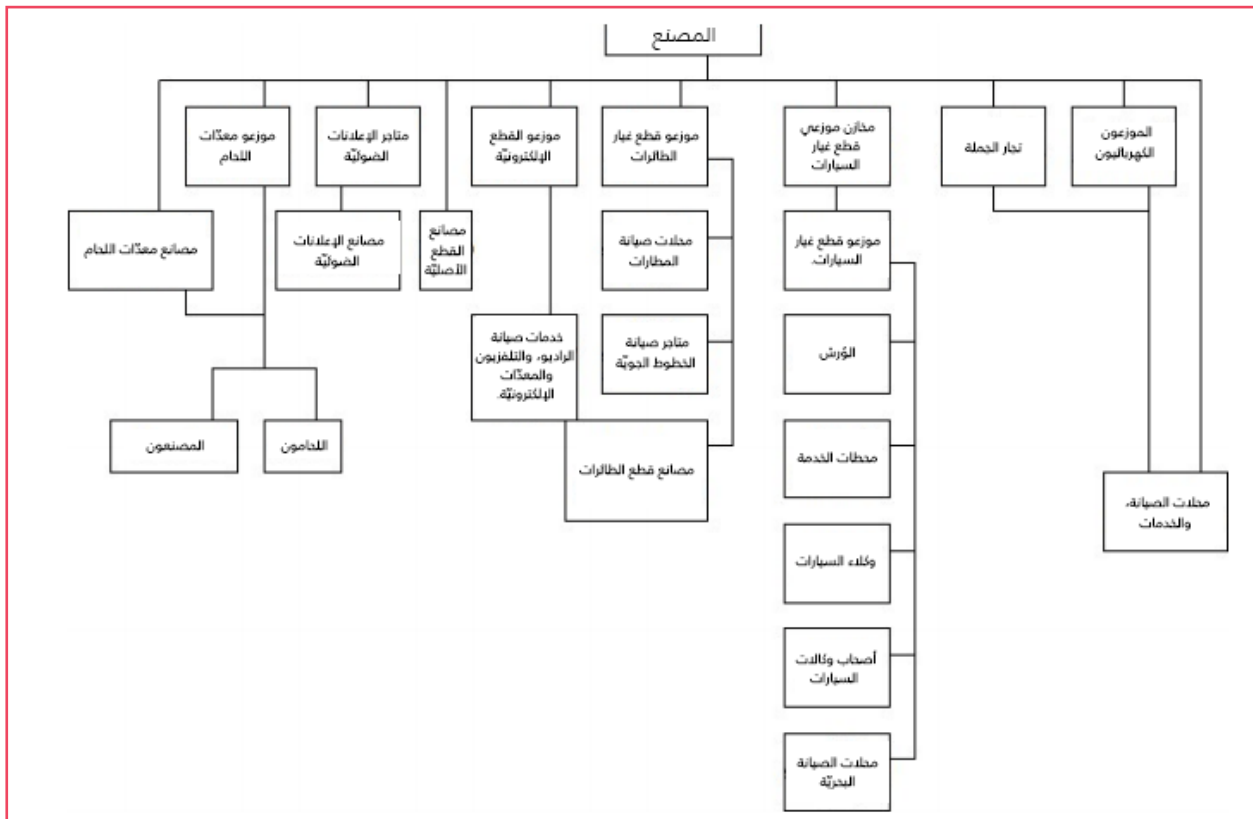 المصنع
الموزعون
الكهربائيون
تجار الجملة
مخازن موزعي
قطع غيار
السيارات
موزعو قطع غيار
الطائرات
موزعو القطع
الإلكترونيّة
متاجر الإعلانات
الضوئيّة
موزعو معدّات
اللحام
موزعو قطع غيار
السيارات.
محلات صيانة
المطارات
مصانع
القطع
الأصليّة
مصانع الإعلانات
الضوئيّة
مصانع معدّات اللحام
الوُرش
متاجر صيانة
الخطوط الجويّة
خدمات صيانة
الراديو، والتلفزيون
والمعدّات
الإلكترونيّة.
محطات الخدمة
مصانع قطع الطائرات
اللحامون
المصنعون
محلات الصيانة،
والخدمات
وكلاء السيارات
أصحاب وكالات
السيارات
محلات الصيانة
البحريّة